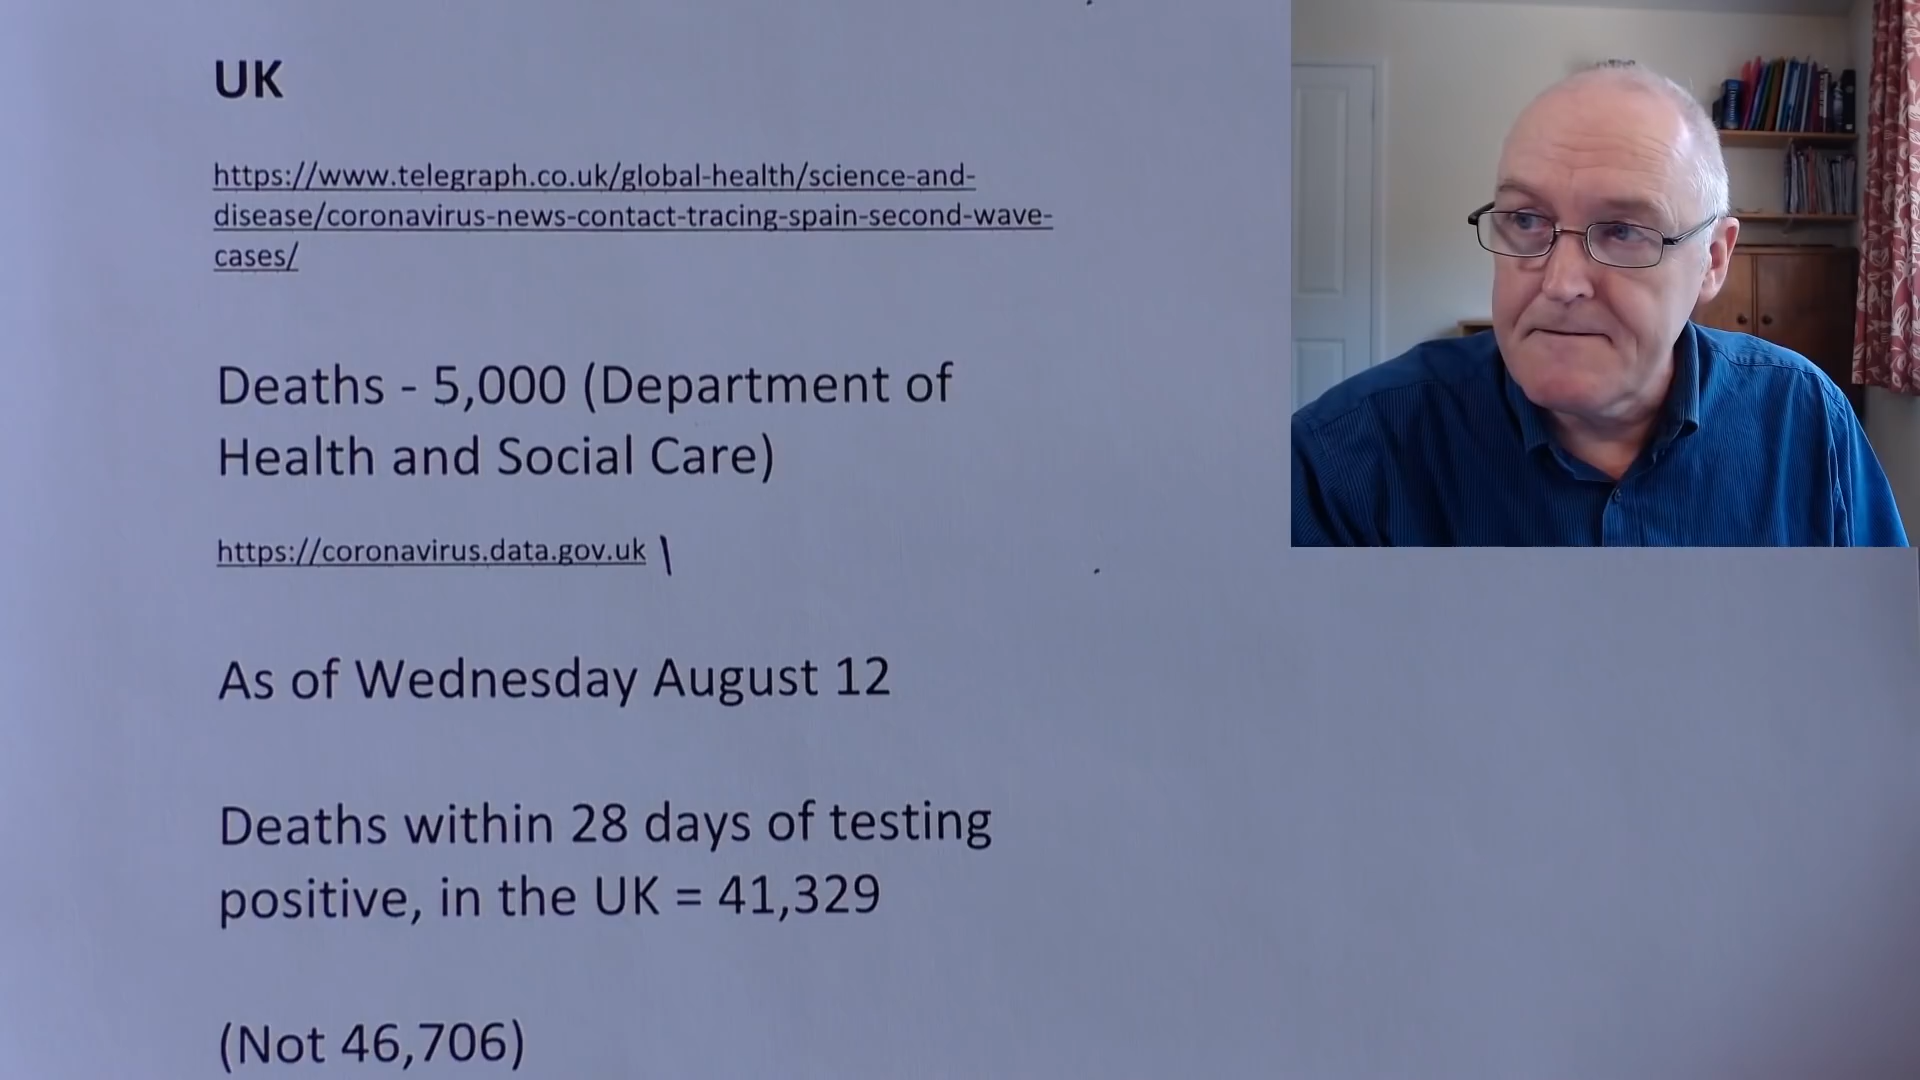 UK
https://www.telegraph.co.uk/global-health/science-and-
disease/coronavirus-news-contact-tracing-spain-second-wave-
cases/
Deaths - 5,000 (Department of
Health and Social Care)
https://coronavirus.data.gov.uk \
As of Wednesday August 12
Deaths within 28 days of testing
positive, in the UK = 41,329
(Not 46,706)